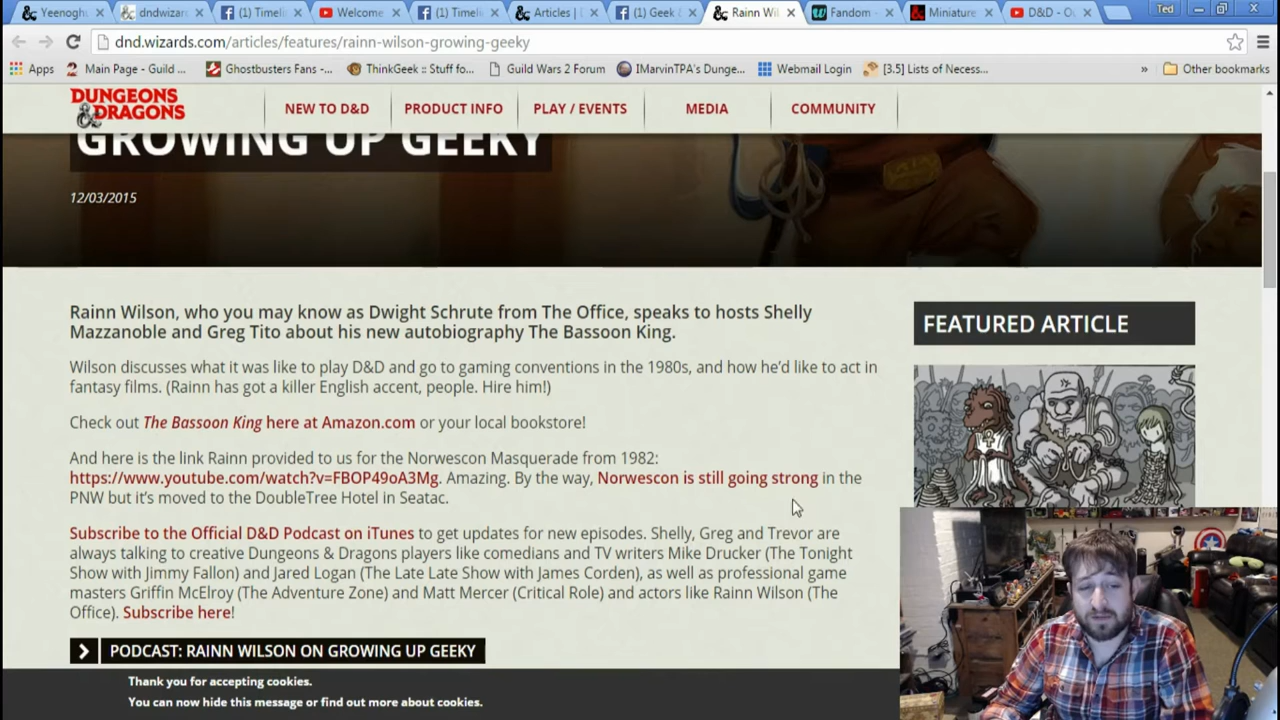 Yeenogh
dndwizar
(1) Timeli
Welcome
(1) Timeli
Articles |
(1) Geek &
Rainn Wil
Fandom -
Miniature
D&D - O
Ted
dnd.wizards.com/articles/features/rainn-wilson-growing-geeky
Apps
Main Page - Guild ...
Ghostbusters Fans -...
ThinkGeek :: Stuff fo...
Guild Wars 2 Forum
IMarvinTPA's Dunge...
Webmail Login
[3.5] Lists of Necess...
»
Other bookmarks
DUNGEONS
& DRAGONS
NEW TO D&D
PRODUCT INFO
PLAY / EVENTS
MEDIA
COMMUNITY
GROWING UP GEEKY
12/03/2015
Rainn Wilson, who you may know as Dwight Schrute from The Office, speaks to hosts Shelly
Mazzanoble and Greg Tito about his new autobiography The Bassoon King.
Wilson discusses what it was like to play D&D and go to gaming conventions in the 1980s, and how he'd like to act in
fantasy films. (Rainn has got a killer English accent, people. Hire him!)
Check out The Bassoon King here at Amazon.com or your local bookstore!
And here is the link Rainn provided to us for the Norwescon Masquerade from 1982:
https://www.youtube.com/watch?v=FBOP49oA3Mg. Amazing. By the way, Norwescon is still going strong in the
PNW but it's moved to the DoubleTree Hotel in Seatac.
Subscribe to the Official D&D Podcast on iTunes to get updates for new episodes. Shelly, Greg and Trevor are
always talking to creative Dungeons & Dragons players like comedians and TV writers Mike Drucker (The Tonight
Show with Jimmy Fallon) and Jared Logan (The Late Late Show with James Corden), as well as professional game
masters Griffin McElroy (The Adventure Zone) and Matt Mercer (Critical Role) and actors like Rainn Wilson (The
Office). Subscribe here!
PODCAST: RAINN WILSON ON GROWING UP GEEKY
FEATURED ARTICLE
Thank you for accepting cookies.
You can now hide this message or find out more about cookies.